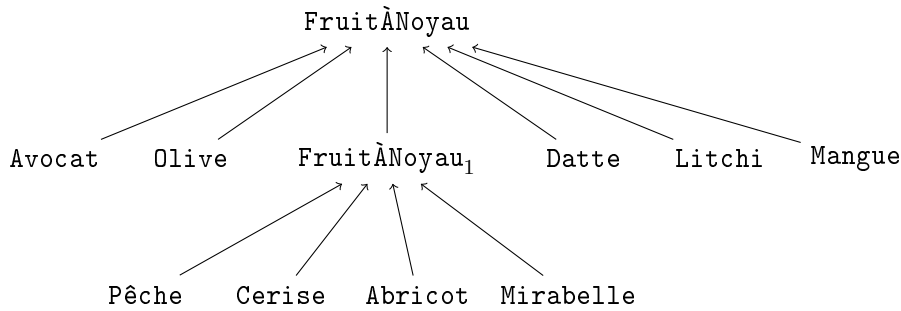 FruitÀNoyau
Avocat Olive FruitÀNoyau₁ Datte Litchi Mangue
Pêche Cerise Abricot Mirabelle